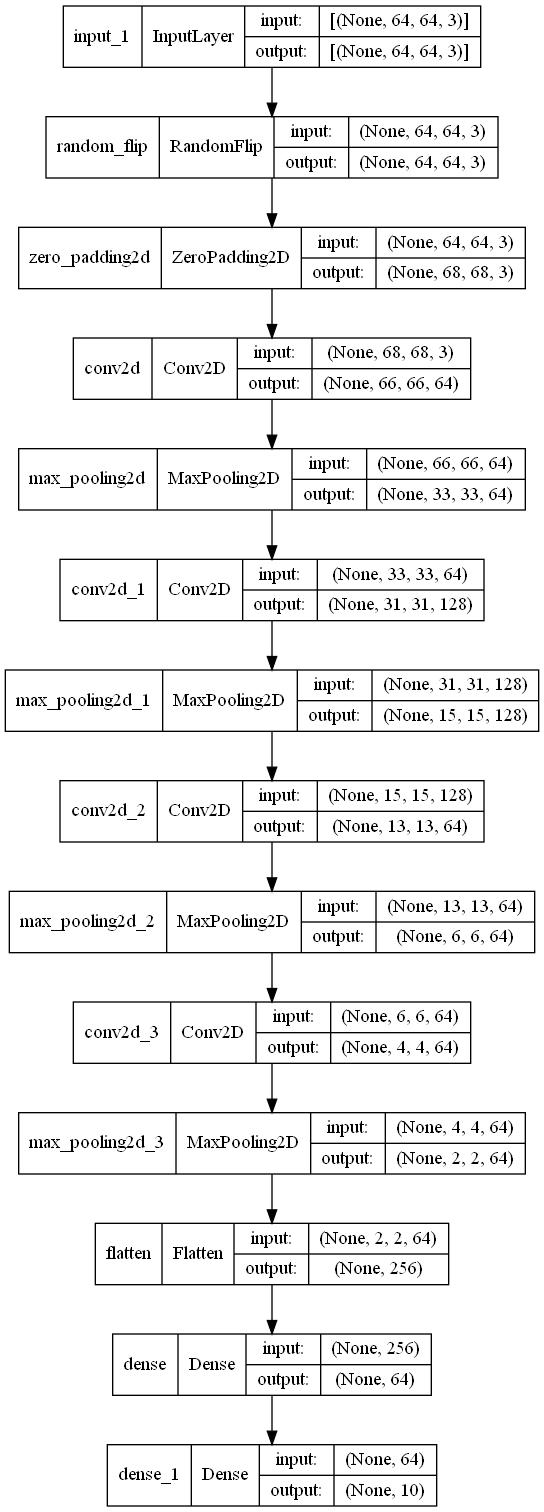 input_1 InputLayer input: [(None, 64, 64, 3)]
output: [(None, 64, 64, 3)]
random_flip RandomFlip input: (None, 64, 64, 3)
output: (None, 64, 64, 3)
zero_padding2d ZeroPadding2D input: (None, 64, 64, 3)
output: (None, 68, 68, 3)
conv2d Conv2D input: (None, 68, 68, 3)
output: (None, 66, 66, 64)
max_pooling2d MaxPooling2D input: (None, 66, 66, 64)
output: (None, 33, 33, 64)
conv2d_1 Conv2D input: (None, 33, 33, 64)
output: (None, 31, 31, 128)
max_pooling2d_1 MaxPooling2D input: (None, 31, 31, 128)
output: (None, 15, 15, 128)
conv2d_2 Conv2D input: (None, 15, 15, 128)
output: (None, 13, 13, 64)
max_pooling2d_2 MaxPooling2D input: (None, 13, 13, 64)
output: (None, 6, 6, 64)
conv2d_3 Conv2D input: (None, 6, 6, 64)
output: (None, 4, 4, 64)
max_pooling2d_3 MaxPooling2D input: (None, 4, 4, 64)
output: (None, 2, 2, 64)
flatten Flatten input: (None, 2, 2, 64)
output: (None, 256)
dense Dense input: (None, 256)
output: (None, 64)
dense_1 Dense input: (None, 64)
output: (None, 10)